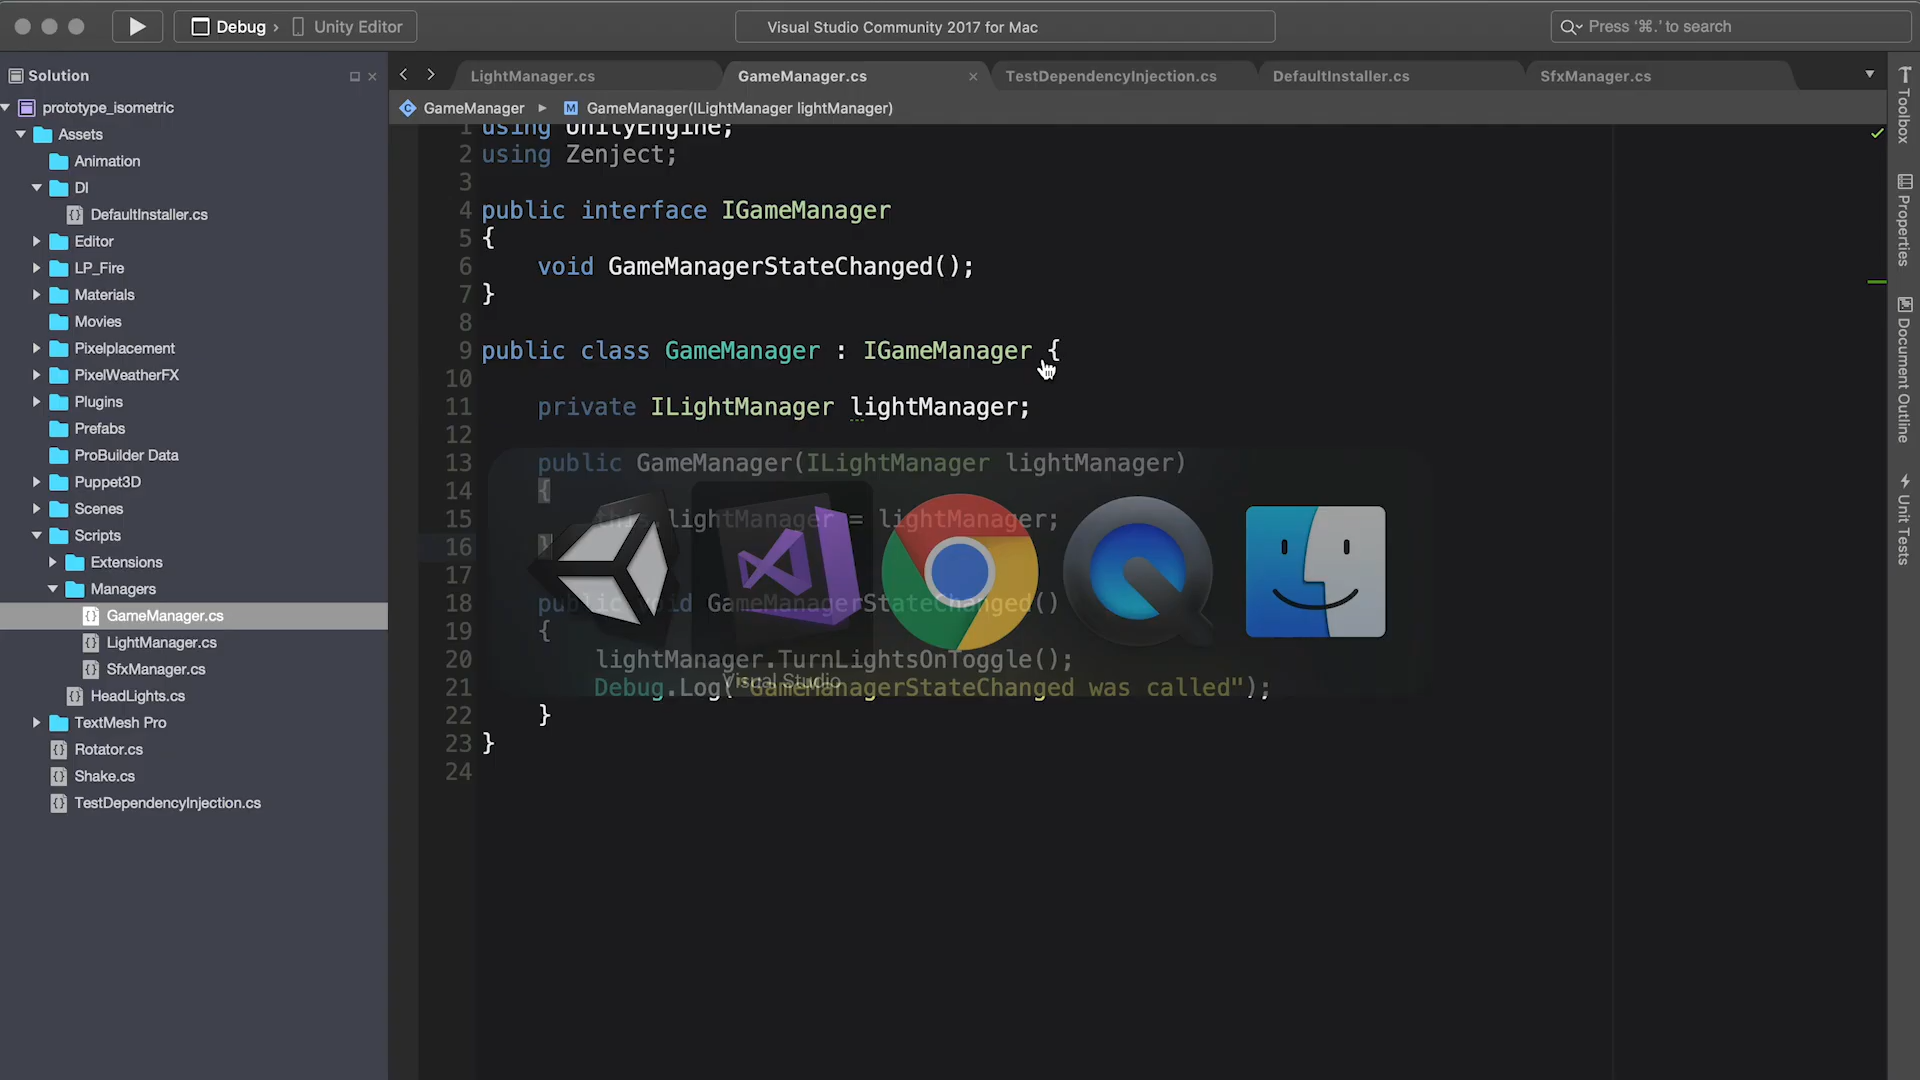 Debug › Unity Editor
Visual Studio Community 2017 for Mac
Press ‘⌘.’ to search
Solution
prototype_isometric
Assets
Animation
DI
DefaultInstaller.cs
Editor
LP_Fire
Materials
Movies
Pixelplacement
PixelWeatherFX
Plugins
Prefabs
ProBuilder Data
Puppet3D
Scenes
Scripts
Extensions
Managers
GameManager.cs
LightManager.cs
SfxManager.cs
HeadLights.cs
TextMesh Pro
Rotator.cs
Shake.cs
TestDependencyInjection.cs
LightManager.cs
GameManager.cs
TestDependencyInjection.cs
DefaultInstaller.cs
SfxManager.cs
GameManager
GameManager(ILightManager lightManager)
1 using UnityEngine;
2 using Zenject;
3
4 public interface IGameManager
5 {
6 void GameManagerStateChanged();
7 }
8
9 public class GameManager : IGameManager {
10
11 private ILightManager lightManager;
12
13 public GameManager(ILightManager lightManager)
14 {
15 this.lightManager = lightManager;
16 }
17
18 public void GameManagerStateChanged()
19 {
20 lightManager.TurnLightsOnToggle();
21 Debug.Log("GameManagerStateChanged was called");
22 }
23 }
24
Visual Studio
Toolbox
Properties
Document Outline
Unit Tests